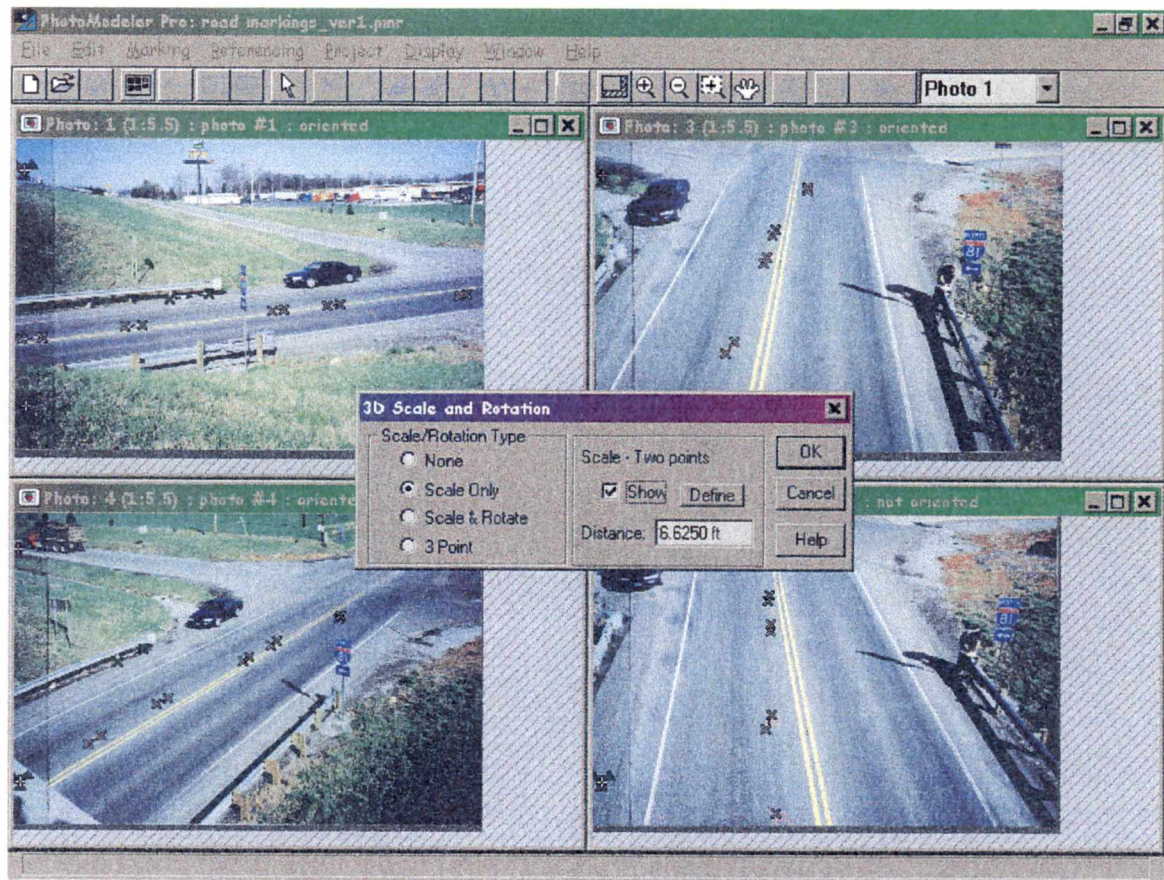 PhotoModeler Pro: road markings_ver1.pmr
File Edit Marking Referencing Project Display Window Help
Photo 1
Photo: 1 (1:5.5) : photo #1 : oriented
Photo: 3 (1:5.5) : photo #3 : oriented
81
3D Scale and Rotation
Scale/Rotation Type
None
Scale Only
Scale & Rotate
3 Point
Scale - Two points
Show
Define
Distance: 6.6250 ft
OK
Cancel
Help
Photo: 4 (1:5.5) : photo #4 : oriente
: not oriented
81